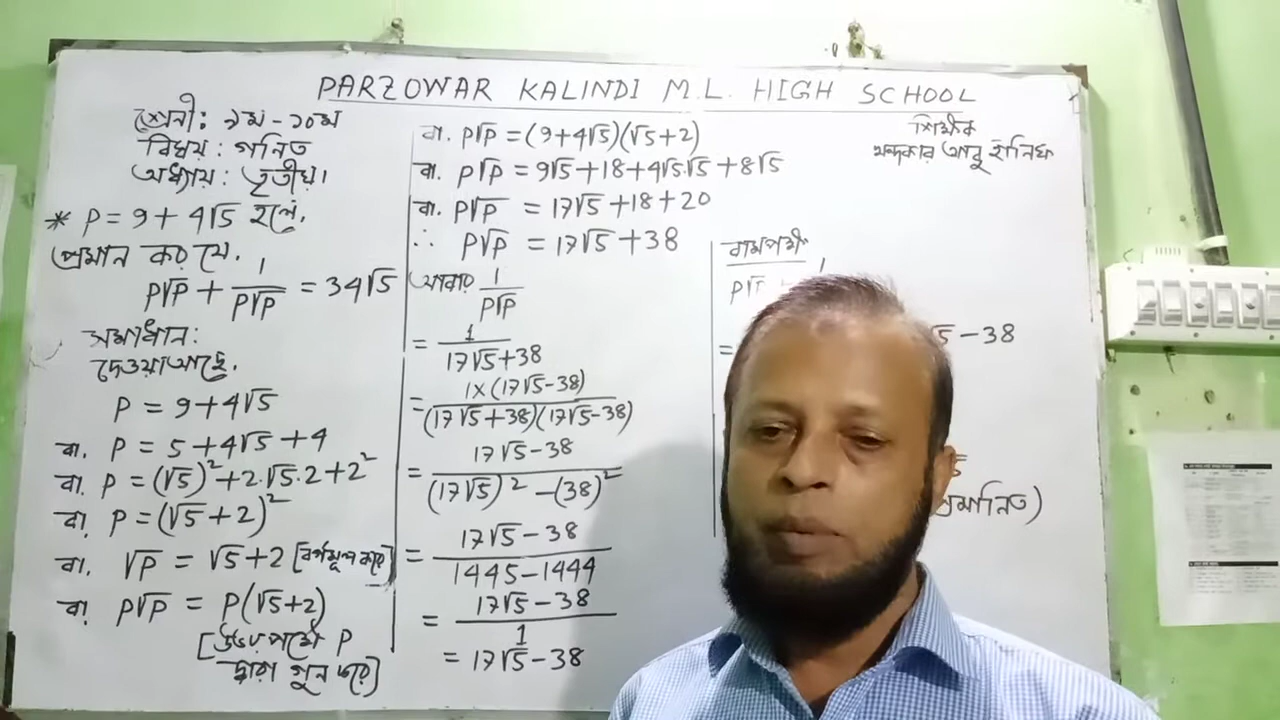 PARZOWAR KALINDI M.L. HIGH SCHOOL
শ্রেনী: ৯ম - ১০ম
বিষয়: গনিত
অধ্যায়: তৃতীয়।
* P = 9 + 4√5 হলে,
প্রমান কর যে,
P√P + 1/P√P = 34√5
সমাধান:
দেওয়া আছে,
P = 9 + 4√5
বা, P = 5 + 4√5 + 4
বা, P = (√5)² + 2.√5.2 + 2²
বা, P = (√5 + 2)²
বা, √P = √5 + 2 [বর্গমূল করে]
বা, P√P = P(√5+2)
[উভয় পক্ষে P
দ্বারা গুন করে]
বা, P√P = (9+4√5)(√5+2)
বা, P√P = 9√5 + 18 + 4√5.√5 + 8√5
বা, P√P = 17√5 + 18 + 20
∴ P√P = 17√5 + 38
আবার 1/P√P
= 1/17√5+38
= 1×(17√5-38)/(17√5+38)(17√5-38)
= 17√5-38/(17√5)² - (38)²
= 17√5 - 38/1445-1444
= 17√5-38/1
= 17√5 - 38
শিক্ষক
খন্দকার আবু হানিফ
বামপক্ষ
P√
=
√5 - 38
5
প্রমানিত)